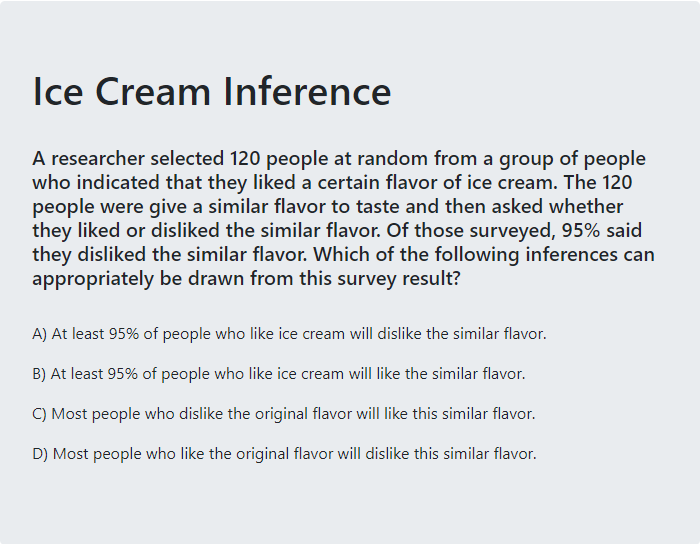 Ice Cream Inference
A researcher selected 120 people at random from a group of people
who indicated that they liked a certain flavor of ice cream. The 120
people were give a similar flavor to taste and then asked whether
they liked or disliked the similar flavor. Of those surveyed, 95% said
they disliked the similar flavor. Which of the following inferences can
appropriately be drawn from this survey result?
A) At least 95% of people who like ice cream will dislike the similar flavor.
B) At least 95% of people who like ice cream will like the similar flavor.
C) Most people who dislike the original flavor will like this similar flavor.
D) Most people who like the original flavor will dislike this similar flavor.